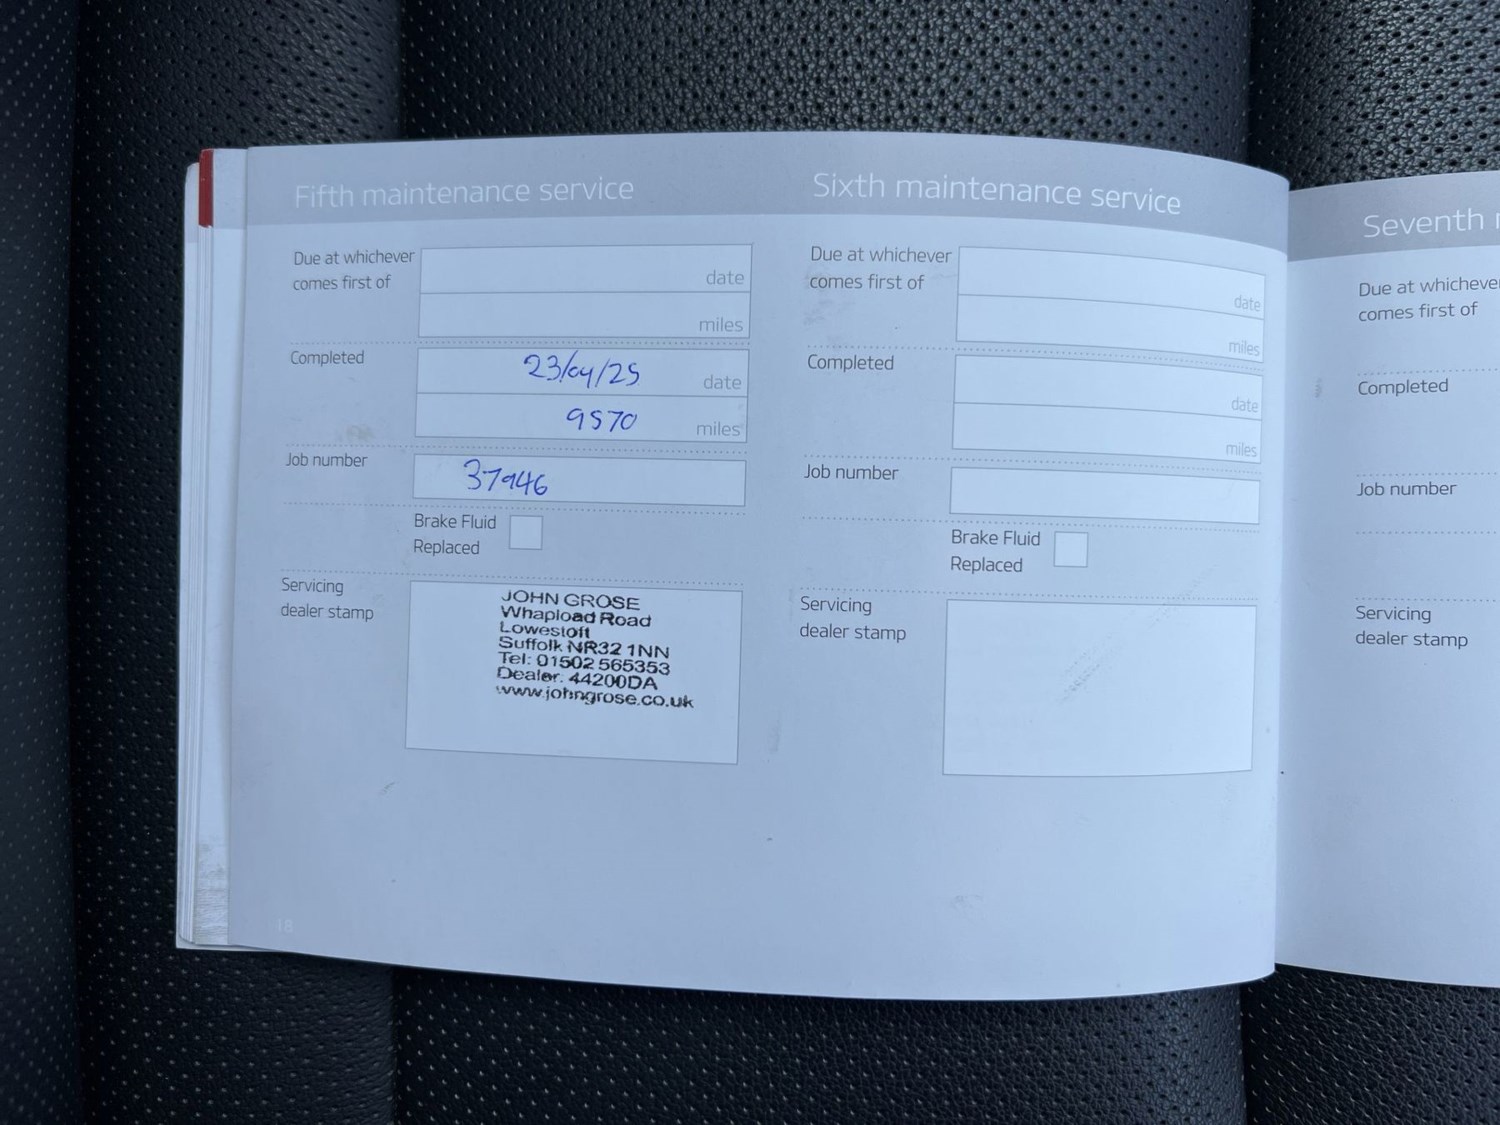 Fifth maintenance service
Due at whichever
comes first of
date
miles
Completed
23/04/25
date
9570
miles
Job number
37946
Brake Fluid
Replaced
Servicing
dealer stamp
JOHN GROSE
Whapload Road
Lowestoft
Suffolk NR32 1NN
Tel: 01502 565353
Dealer: 44200DA
www.johngrose.co.uk
18
Sixth maintenance service
Due at whichever
comes first of
date
miles
Completed
date
miles
Job number
Brake Fluid
Replaced
Servicing
dealer stamp
Seventh
Due at whichever
comes first of
Completed
Job number
Servicing
dealer stamp